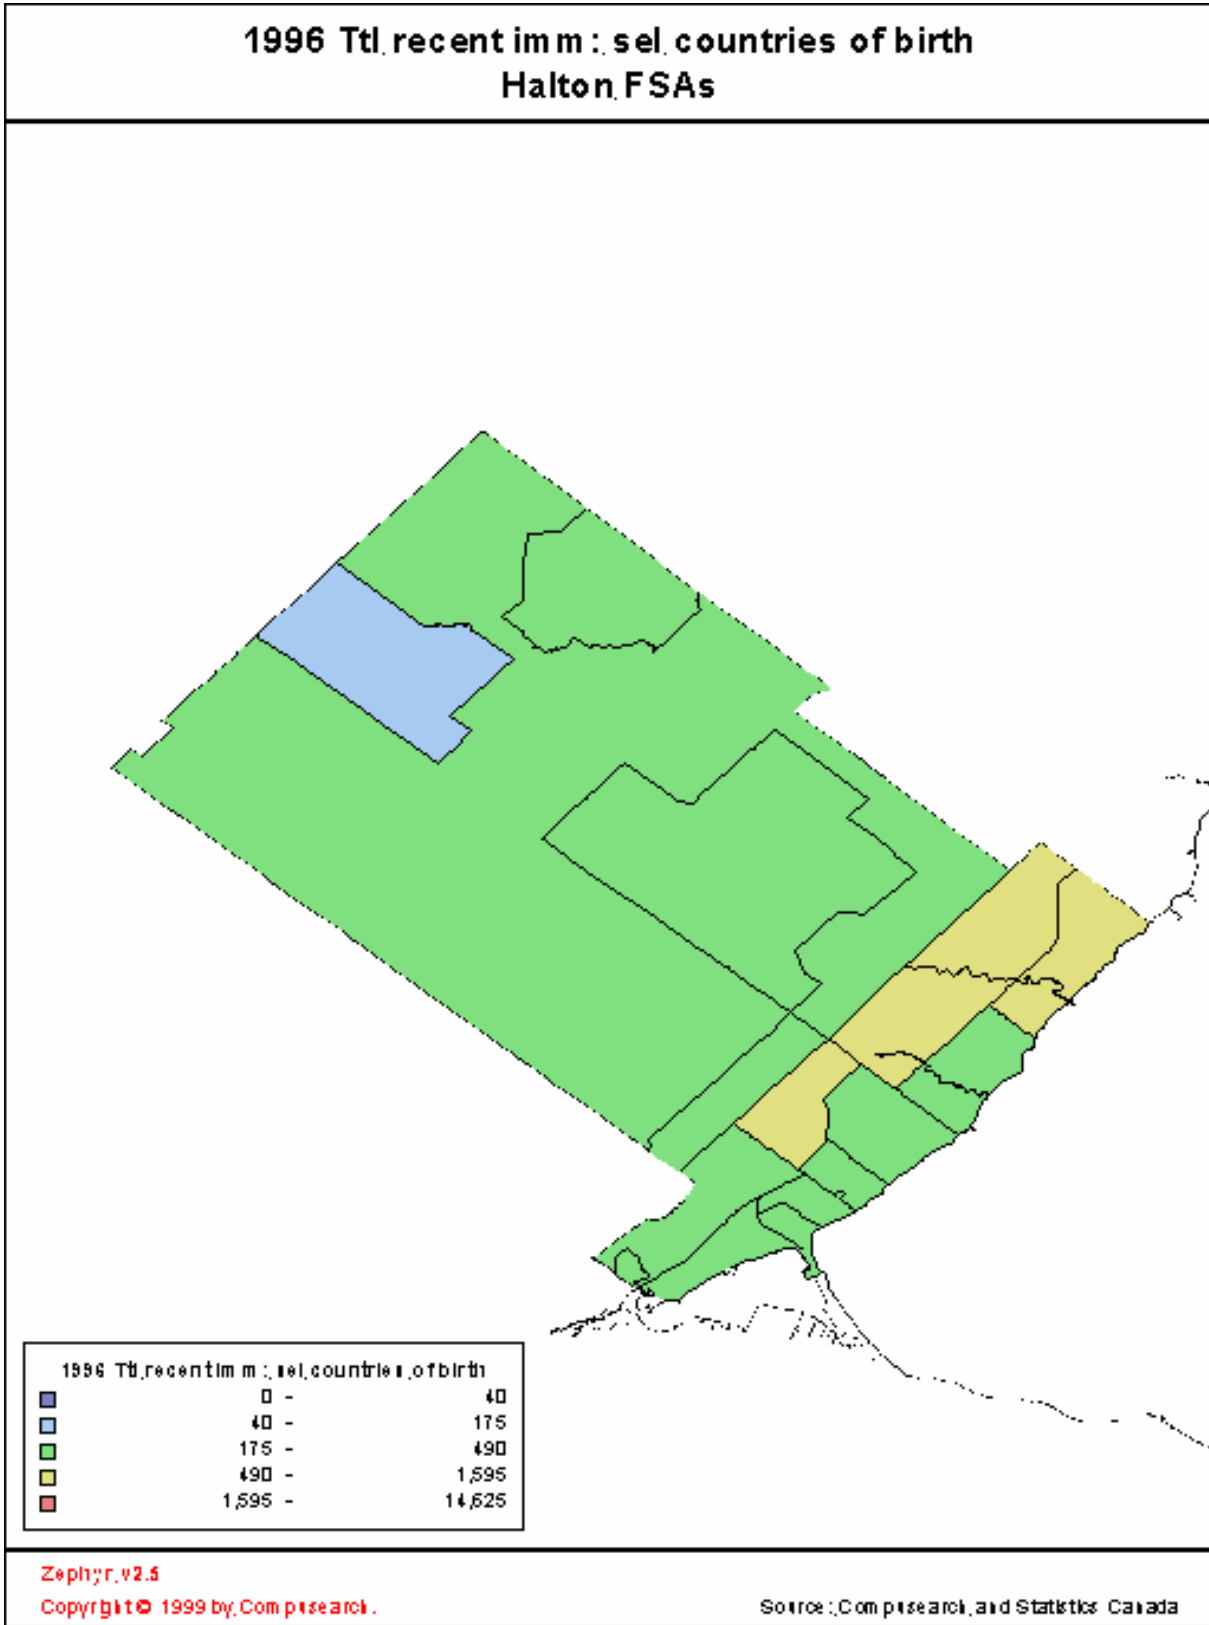 1996 Ttl. recent imm.: sel. countries of birth
Halton FSAs
1996 Ttl. recent imm.: sel. countries of birth
0 - 40
40 - 175
175 - 490
490 - 1,595
1,595 - 14,625
Zephyr v2.5
Copyright © 1999 by Compusearch.
Source: Compusearch and Statistics Canada